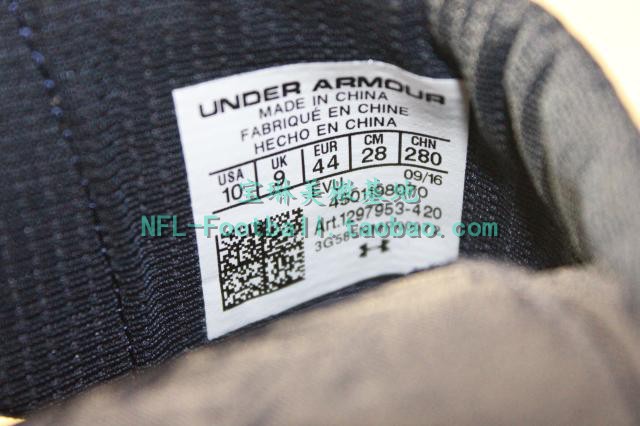 UNDER ARMOUR
MADE IN CHINA
FABRIQUÉ EN CHINE
HECHO EN CHINA
USA UK EUR CM CHN
10 9 44 28 280
09/16
EVU
Art.1297953-420
NFL-Football.taobao.com